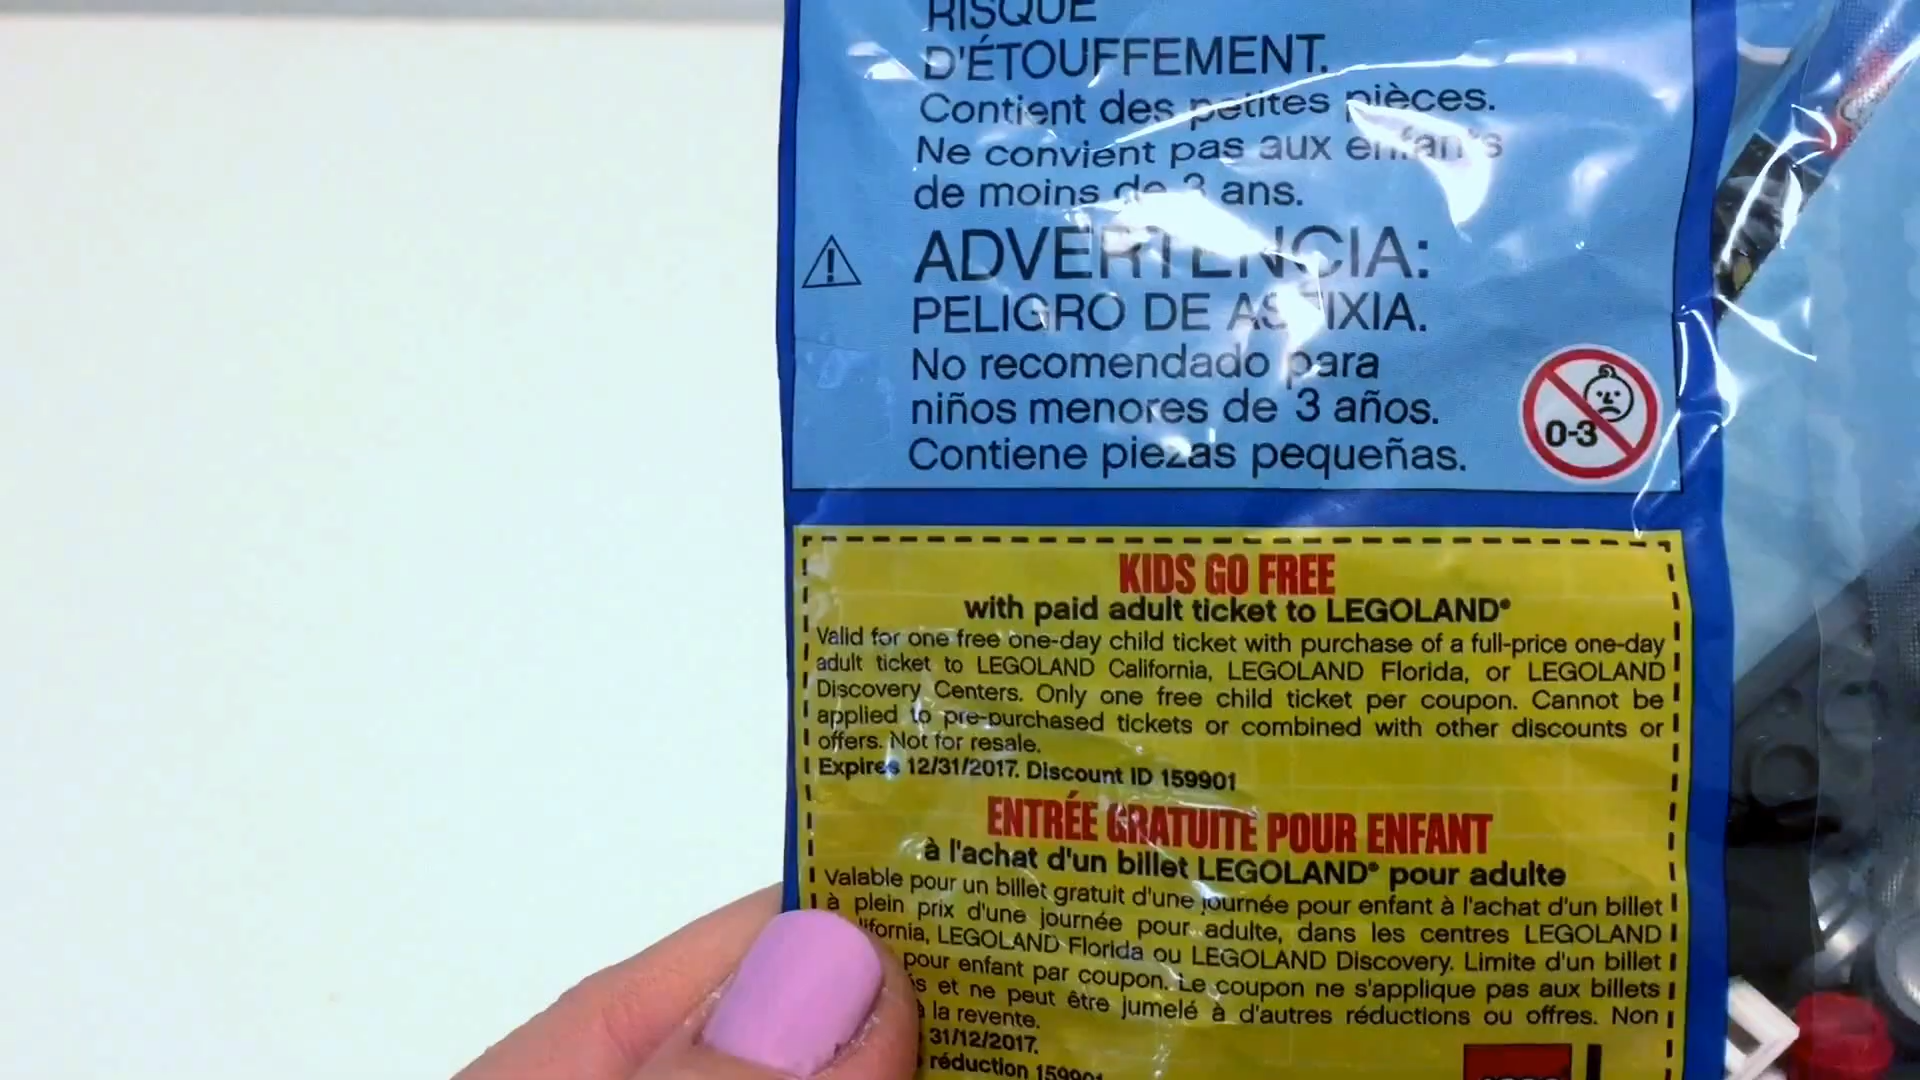 RISQUE
D'ÉTOUFFEMENT.
Contient des petites pièces.
Ne convient pas aux enfants
de moins de 3 ans.
ADVERTENCIA:
PELIGRO DE ASFIXIA.
No recomendado para
niños menores de 3 años.
Contiene piezas pequeñas.
0-3
KIDS GO FREE
with paid adult ticket to LEGOLAND®
Valid for one free one-day child ticket with purchase of a full-price one-day
adult ticket to LEGOLAND California, LEGOLAND Florida, or LEGOLAND
Discovery Centers. Only one free child ticket per coupon. Cannot be
applied to pre-purchased tickets or combined with other discounts or
offers. Not for resale.
Expires 12/31/2017. Discount ID 159901
ENTRÉE GRATUITE POUR ENFANT
à l'achat d'un billet LEGOLAND® pour adulte
Valable pour un billet gratuit d'une journée pour enfant à l'achat d'un billet
à plein prix d'une journée pour adulte, dans les centres LEGOLAND
lifornia, LEGOLAND Florida ou LEGOLAND Discovery. Limite d'un billet
pour enfant par coupon. Le coupon ne s'applique pas aux billets
s et ne peut être jumelé à d'autres réductions ou offres. Non
la revente.
31/12/2017.
réduction 159901